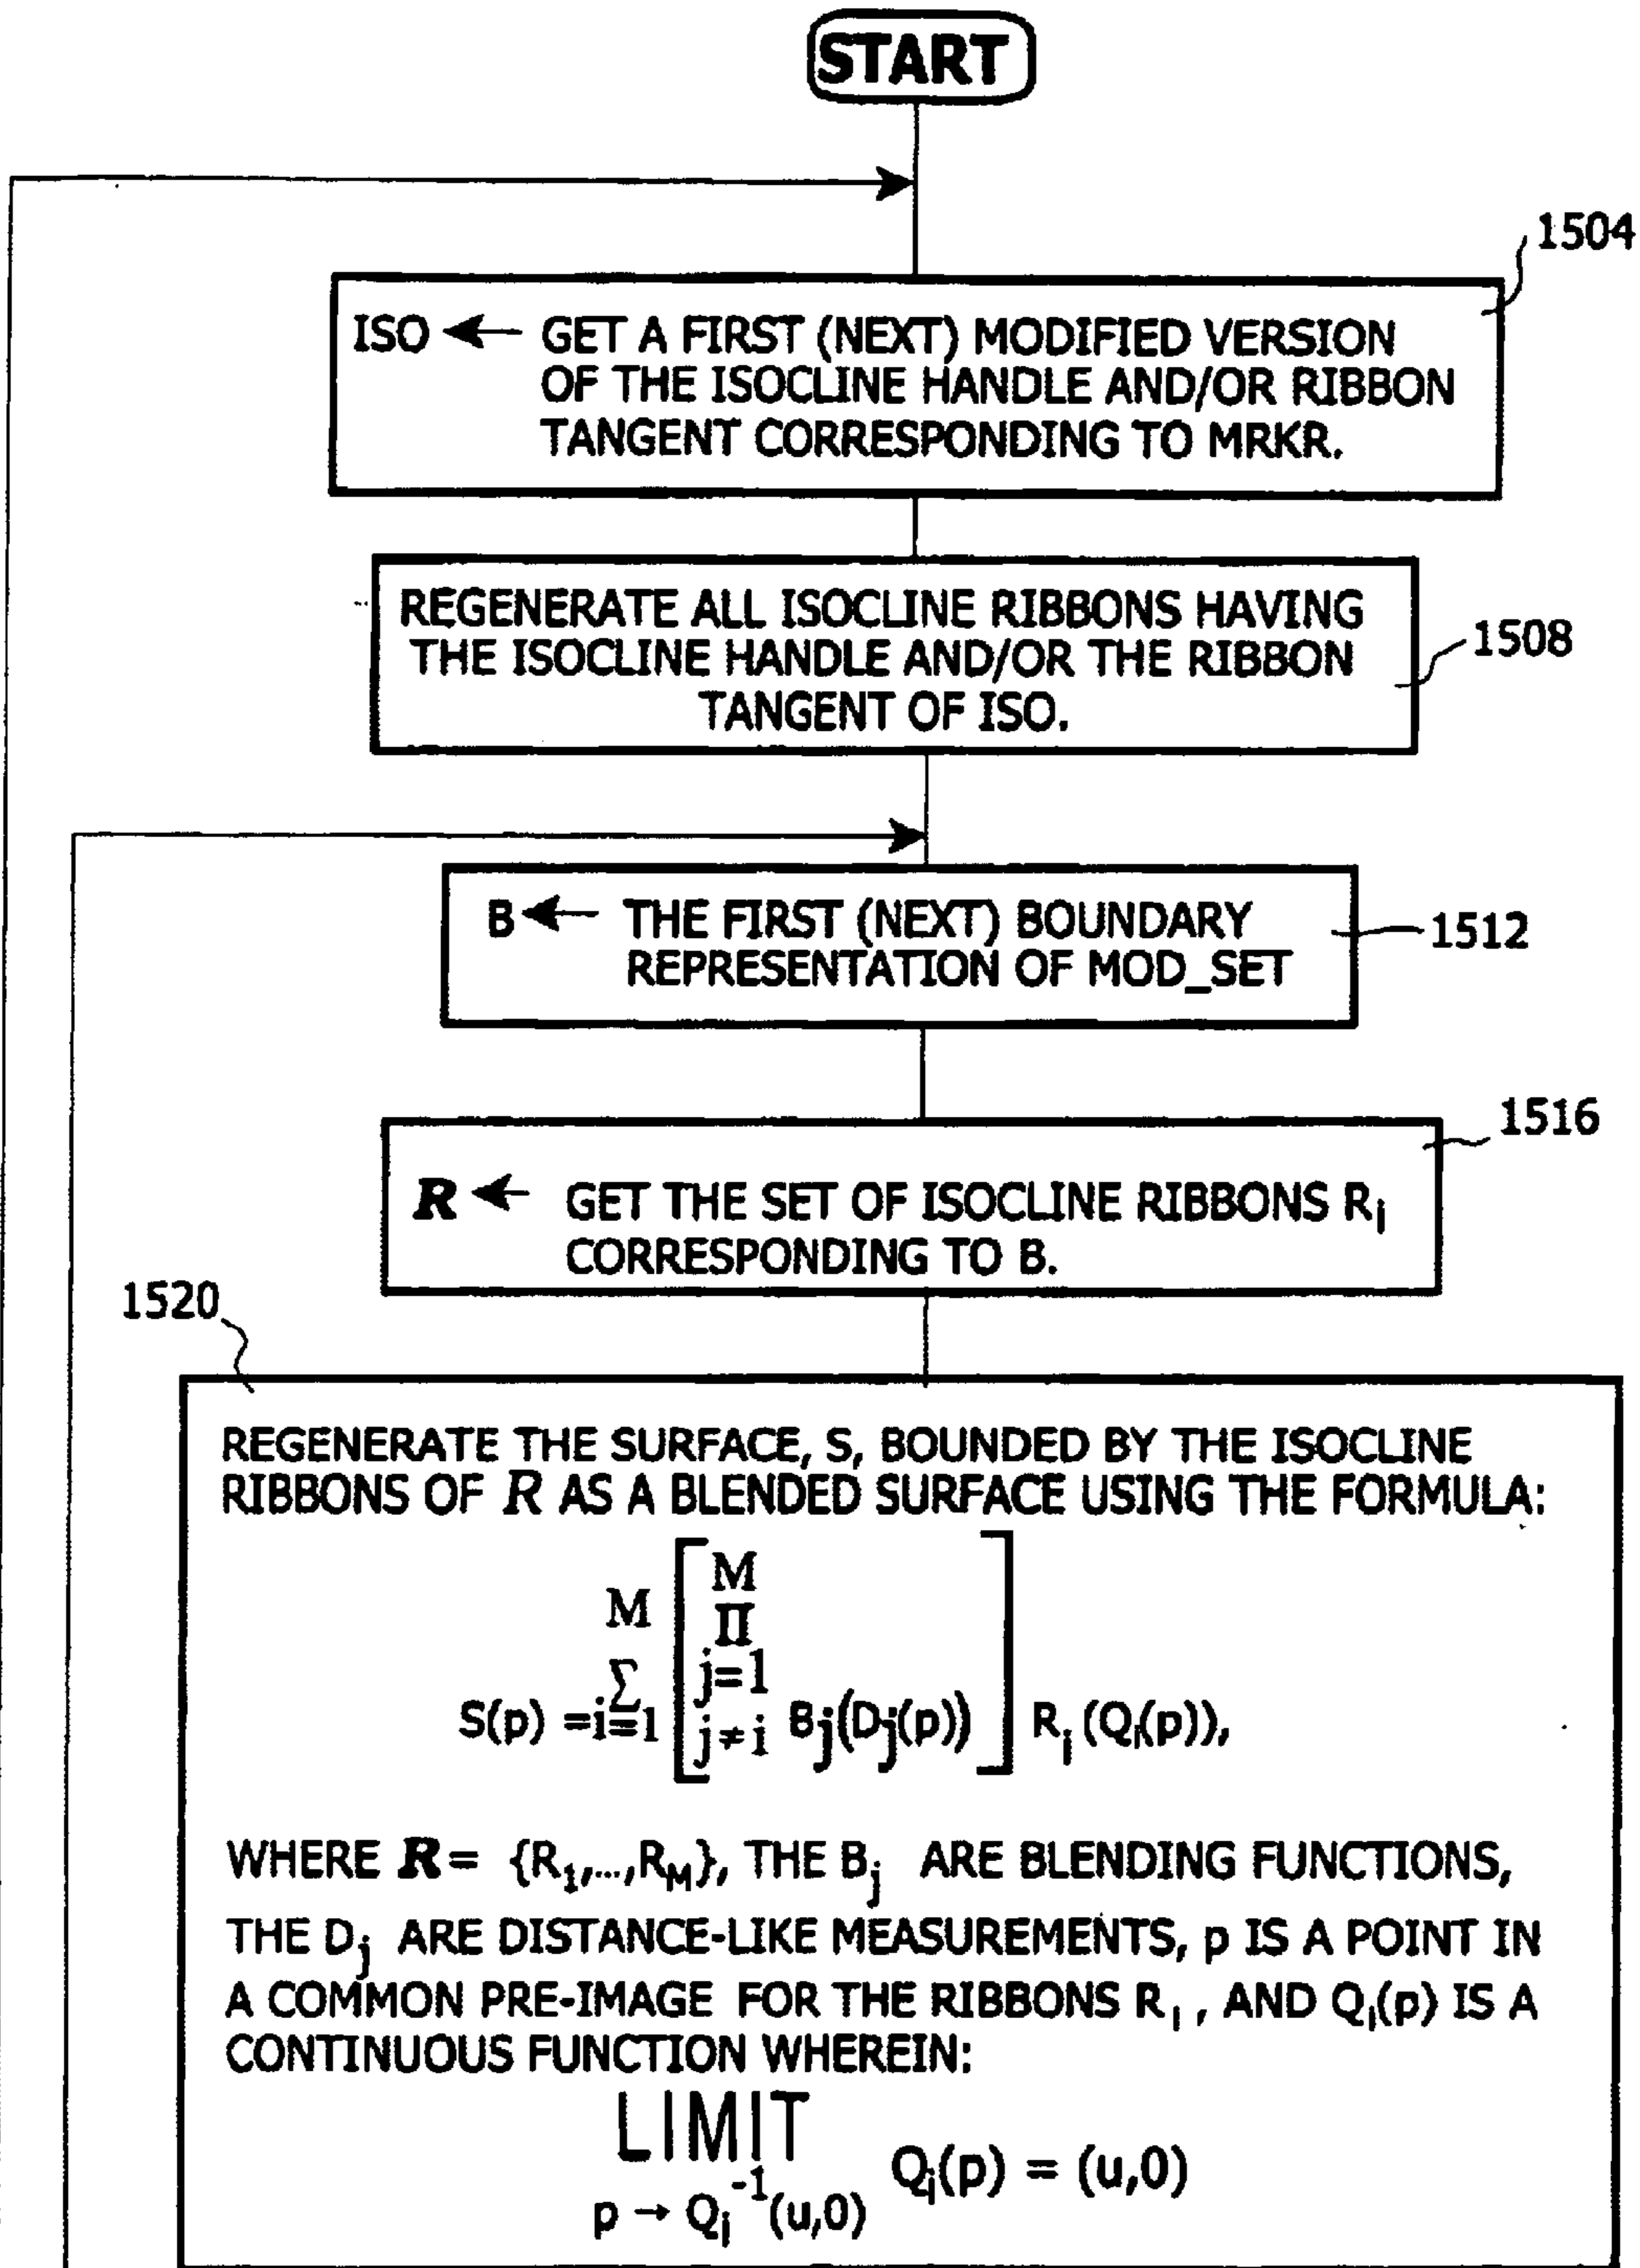 START
1504
ISO ← GET A FIRST (NEXT) MODIFIED VERSION
OF THE ISOCLINE HANDLE AND/OR RIBBON
TANGENT CORRESPONDING TO MRKR.
REGENERATE ALL ISOCLINE RIBBONS HAVING
THE ISOCLINE HANDLE AND/OR THE RIBBON
TANGENT OF ISO.
1508
B ← THE FIRST (NEXT) BOUNDARY
REPRESENTATION OF MOD_SET
1512
1516
R ← GET THE SET OF ISOCLINE RIBBONS Rᵢ
CORRESPONDING TO B.
1520
REGENERATE THE SURFACE, S, BOUNDED BY THE ISOCLINE
RIBBONS OF R AS A BLENDED SURFACE USING THE FORMULA:
S(p) = M Σ i=1 [ M Π j=1 j≠i Bⱼ(Dⱼ(p)) ] Rᵢ (Qᵢ(p)),
WHERE R = {R₁,...,R_M}, THE Bⱼ ARE BLENDING FUNCTIONS,
THE Dⱼ ARE DISTANCE-LIKE MEASUREMENTS, p IS A POINT IN
A COMMON PRE-IMAGE FOR THE RIBBONS Rᵢ, AND Qᵢ(p) IS A
CONTINUOUS FUNCTION WHEREIN:
LIMIT
p → Qᵢ⁻¹(u,0) Qᵢ(p) = (u,0)